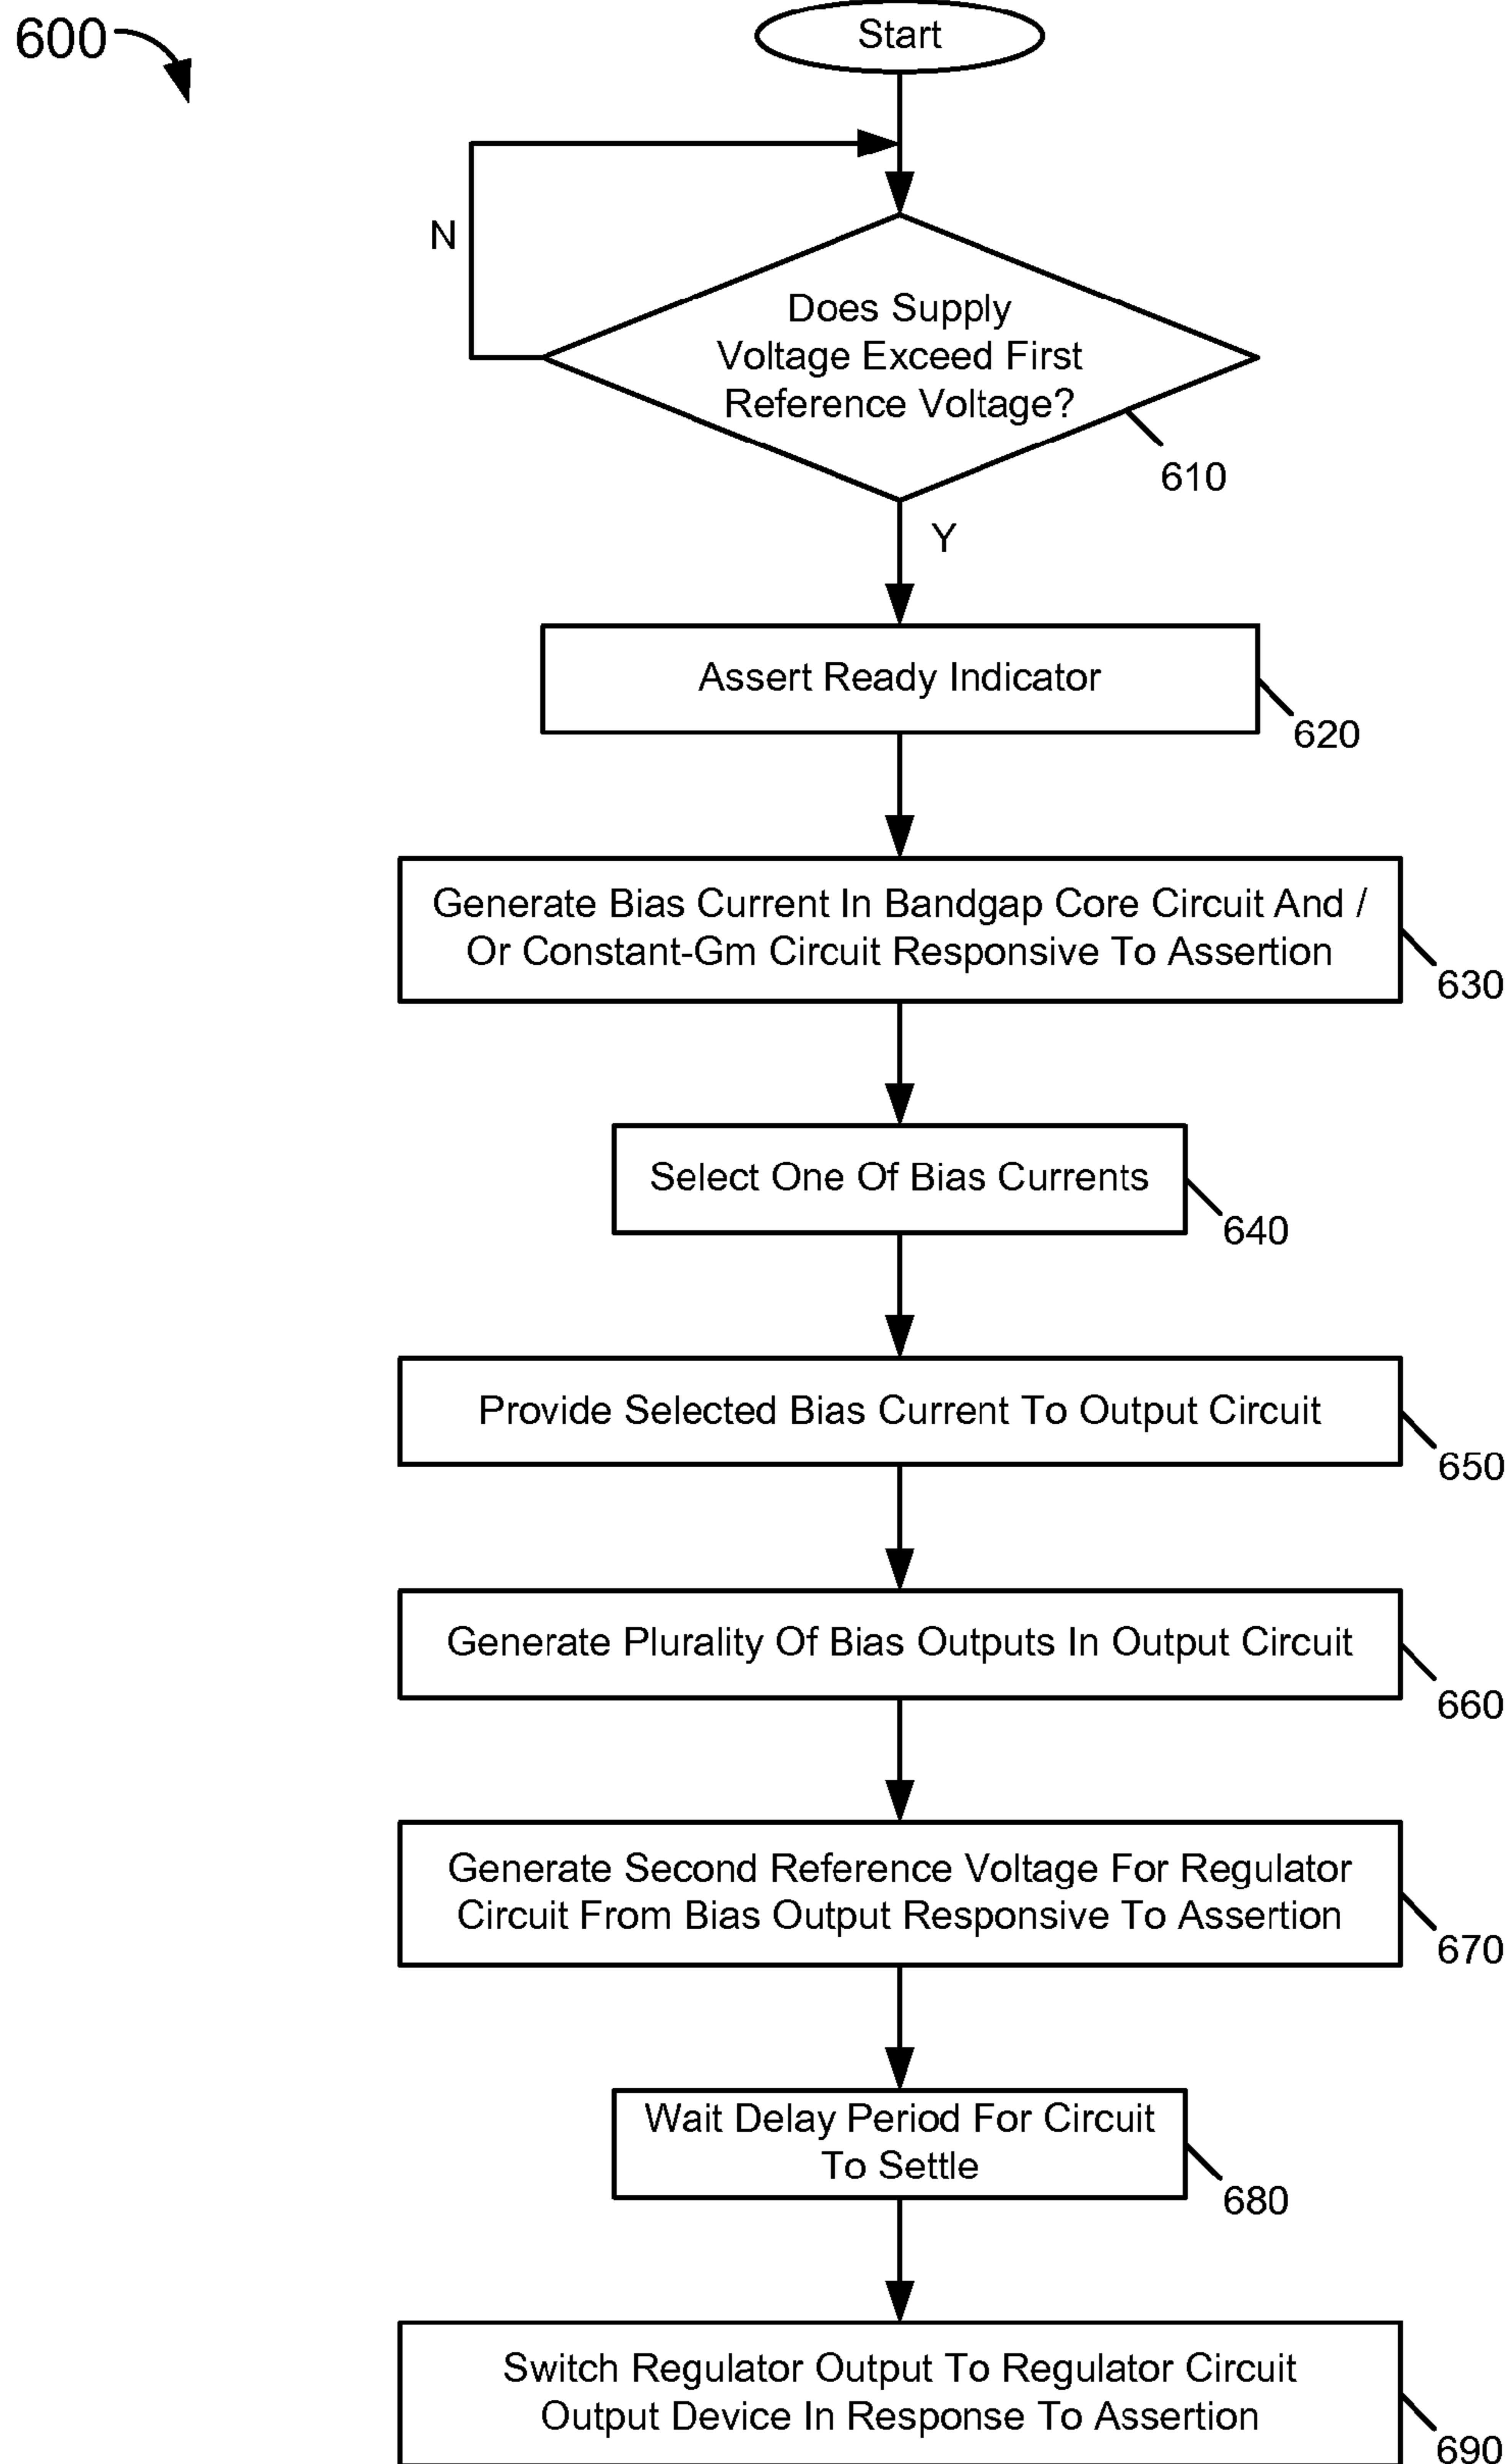 600
Start
N
Does Supply
Voltage Exceed First
Reference Voltage?
610
Y
Assert Ready Indicator
620
Generate Bias Current In Bandgap Core Circuit And /
Or Constant-Gm Circuit Responsive To Assertion
630
Select One Of Bias Currents
640
Provide Selected Bias Current To Output Circuit
650
Generate Plurality Of Bias Outputs In Output Circuit
660
Generate Second Reference Voltage For Regulator
Circuit From Bias Output Responsive To Assertion
670
Wait Delay Period For Circuit
To Settle
680
Switch Regulator Output To Regulator Circuit
Output Device In Response To Assertion
690